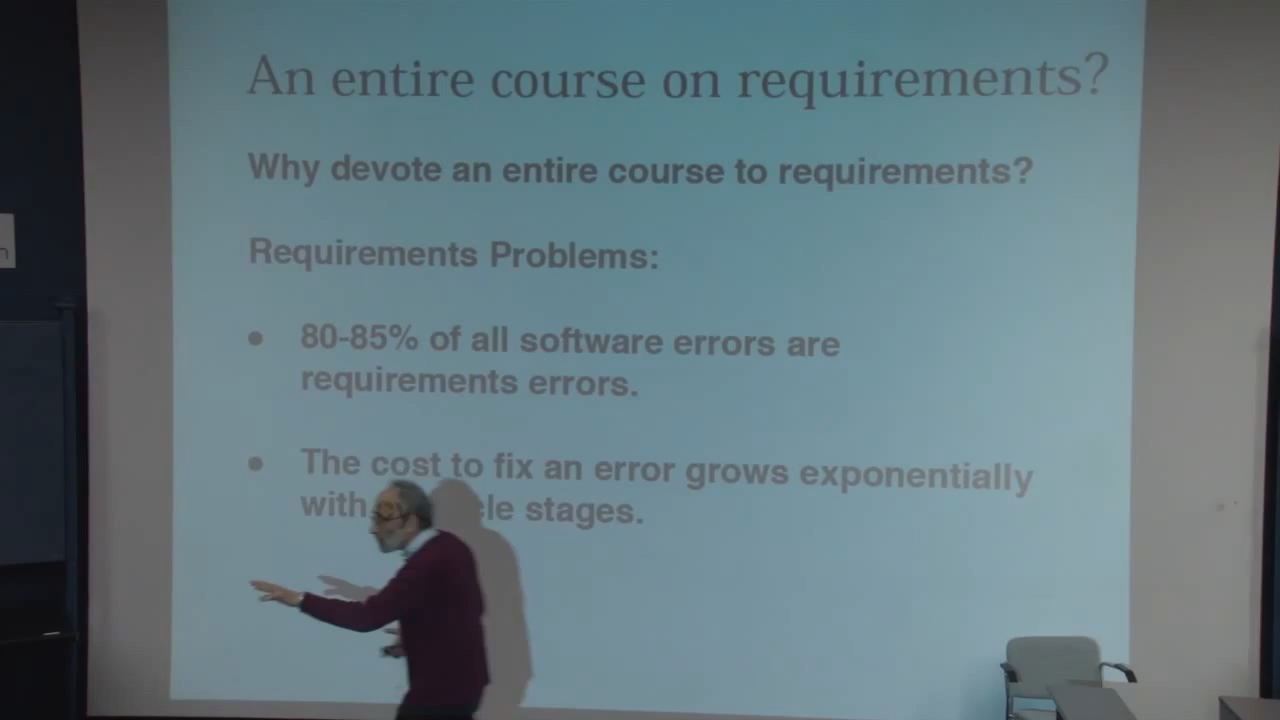 An entire course on requirements?
Why devote an entire course to requirements?
Requirements Problems:
• 80-85% of all software errors are
requirements errors.
• The cost to fix an error grows exponentially
with stages.
n